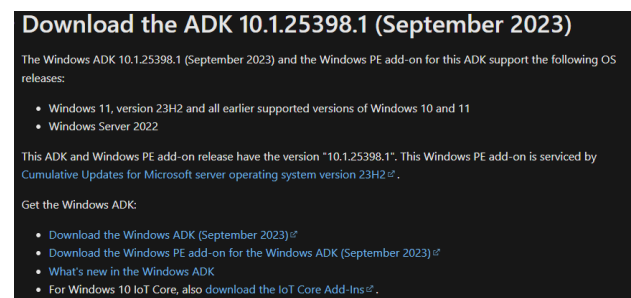 Download the ADK 10.1.25398.1 (September 2023)
The Windows ADK 10.1.25398.1 (September 2023) and the Windows PE add-on for this ADK support the following OS
releases:
• Windows 11, version 23H2 and all earlier supported versions of Windows 10 and 11
• Windows Server 2022
This ADK and Windows PE add-on release have the version "10.1.25398.1". This Windows PE add-on is serviced by
Cumulative Updates for Microsoft server operating system version 23H2.
Get the Windows ADK:
• Download the Windows ADK (September 2023)
• Download the Windows PE add-on for the Windows ADK (September 2023)
• What's new in the Windows ADK
• For Windows 10 IoT Core, also download the IoT Core Add-Ins.